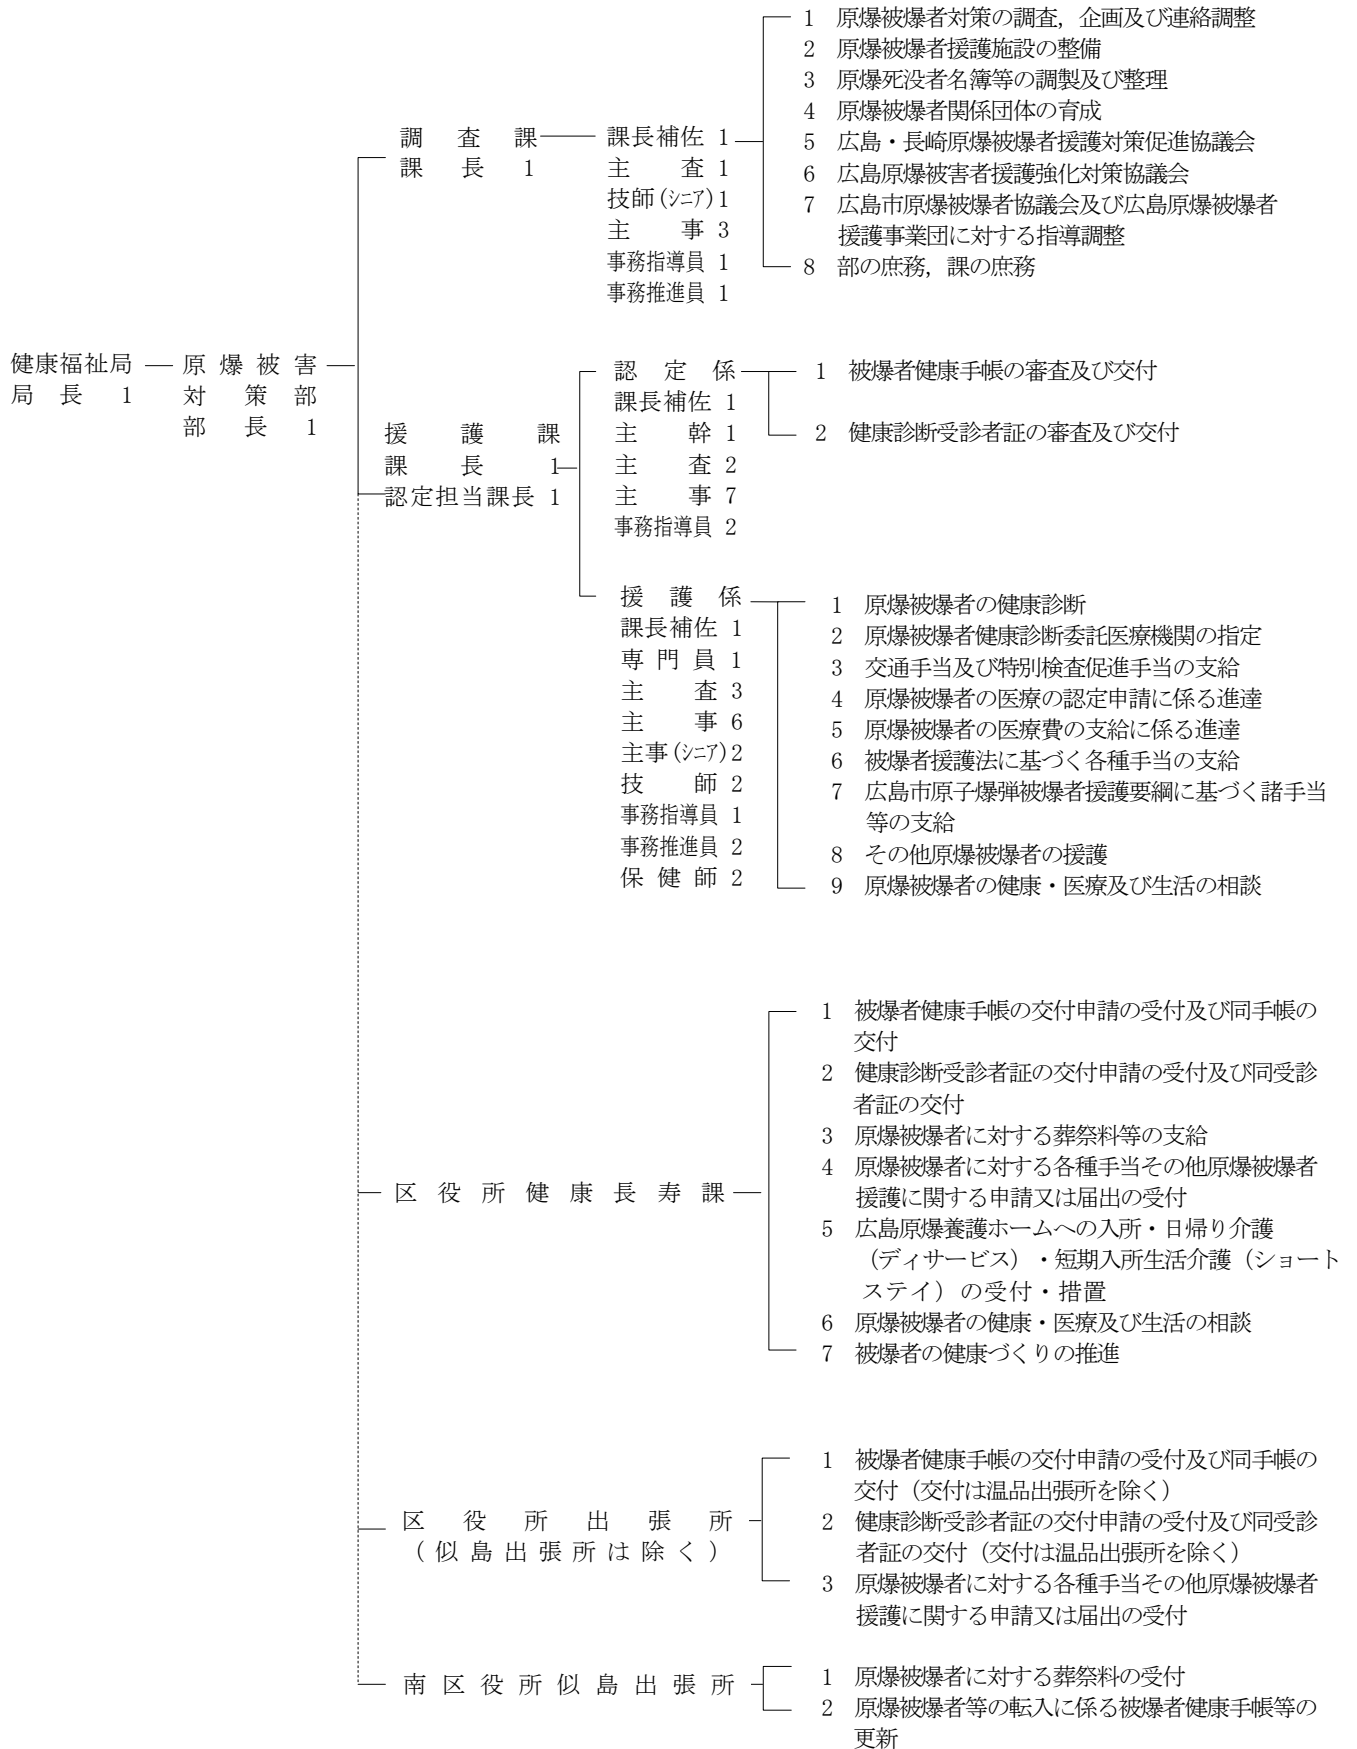 健康福祉局
局長 1
原爆被害
対策部
部長 1
調査課
課長 1
課長補佐 1
主査 1
技師(シニア)1
主事 3
事務指導員 1
事務推進員 1
1 原爆被爆者対策の調査，企画及び連絡調整
2 原爆被爆者援護施設の整備
3 原爆死没者名簿等の調製及び整理
4 原爆被爆者関係団体の育成
5 広島・長崎原爆被爆者援護対策促進協議会
6 広島原爆被害者援護強化対策協議会
7 広島市原爆被爆者協議会及び広島原爆被爆者
援護事業団に対する指導調整
8 部の庶務，課の庶務
援護課
課長 1
認定担当課長 1
認定係
課長補佐 1
主幹 1
主査 2
主事 7
事務指導員 2
1 被爆者健康手帳の審査及び交付
2 健康診断受診者証の審査及び交付
援護係
課長補佐 1
専門員 1
主査 3
主事 6
主事(シニア)2
技師 2
事務指導員 1
事務推進員 2
保健師 2
1 原爆被爆者の健康診断
2 原爆被爆者健康診断委託医療機関の指定
3 交通手当及び特別検査促進手当の支給
4 原爆被爆者の医療の認定申請に係る進達
5 原爆被爆者の医療費の支給に係る進達
6 被爆者援護法に基づく各種手当の支給
7 広島市原子爆弾被爆者援護要綱に基づく諸手当
等の支給
8 その他原爆被爆者の援護
9 原爆被爆者の健康・医療及び生活の相談
区役所健康長寿課
1 被爆者健康手帳の交付申請の受付及び同手帳の
交付
2 健康診断受診者証の交付申請の受付及び同受診
者証の交付
3 原爆被爆者に対する葬祭料等の支給
4 原爆被爆者に対する各種手当その他原爆被爆者
援護に関する申請又は届出の受付
5 広島原爆養護ホームへの入所・日帰り介護
（ディサービス）・短期入所生活介護（ショート
ステイ）の受付・措置
6 原爆被爆者の健康・医療及び生活の相談
7 被爆者の健康づくりの推進
区役所出張所
(似島出張所は除く)
1 被爆者健康手帳の交付申請の受付及び同手帳の
交付（交付は温品出張所を除く）
2 健康診断受診者証の交付申請の受付及び同受診
者証の交付（交付は温品出張所を除く）
3 原爆被爆者に対する各種手当その他原爆被爆者
援護に関する申請又は届出の受付
南区役所似島出張所
1 原爆被爆者に対する葬祭料の受付
2 原爆被爆者等の転入に係る被爆者健康手帳等の
更新